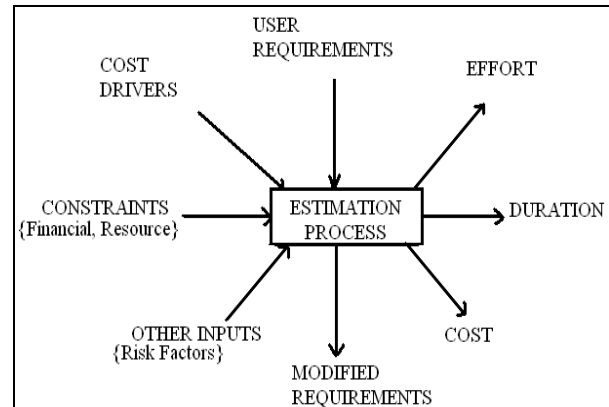 USER
REQUIREMENTS
COST
DRIVERS
EFFORT
CONSTRAINTS
{Financial, Resource}
ESTIMATION
PROCESS
DURATION
OTHER INPUTS
{Risk Factors}
COST
MODIFIED
REQUIREMENTS